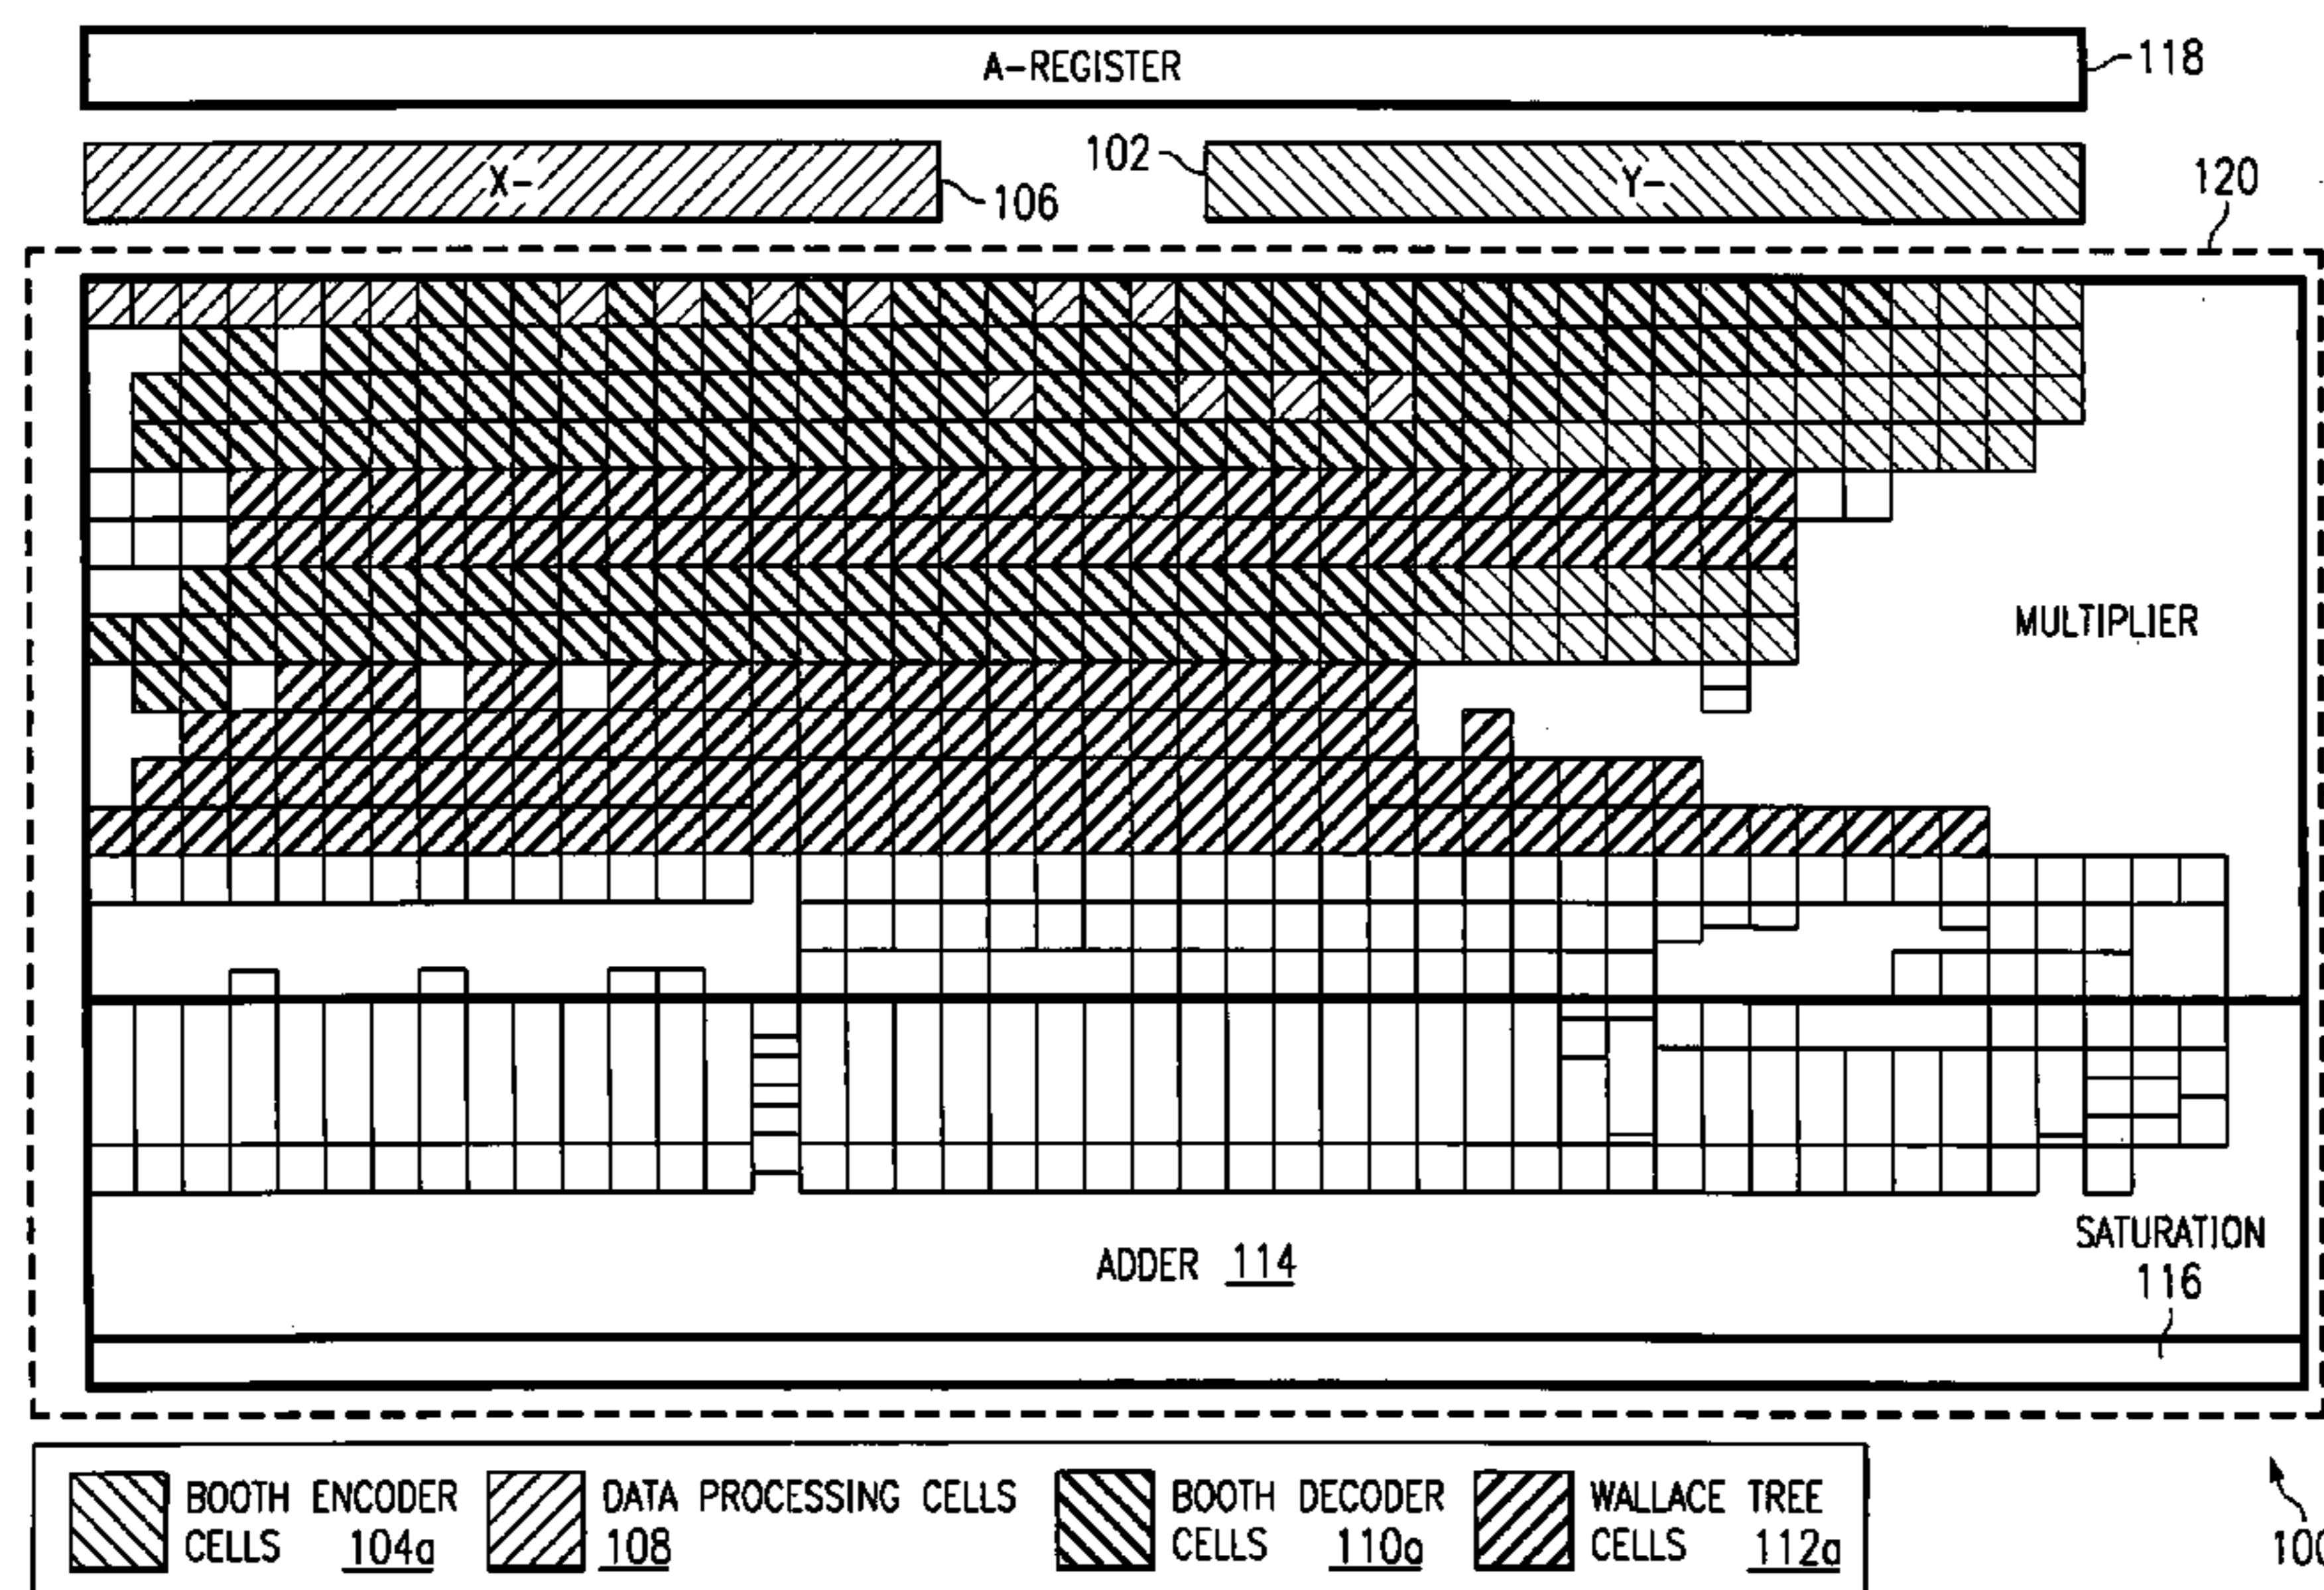 A-REGISTER
118
X-
106
102
Y-
120
MULTIPLIER
ADDER 114
SATURATION
116
BOOTH ENCODER
CELLS 104a
DATA PROCESSING CELLS
108
BOOTH DECODER
CELLS 110a
WALLACE TREE
CELLS 112a
100